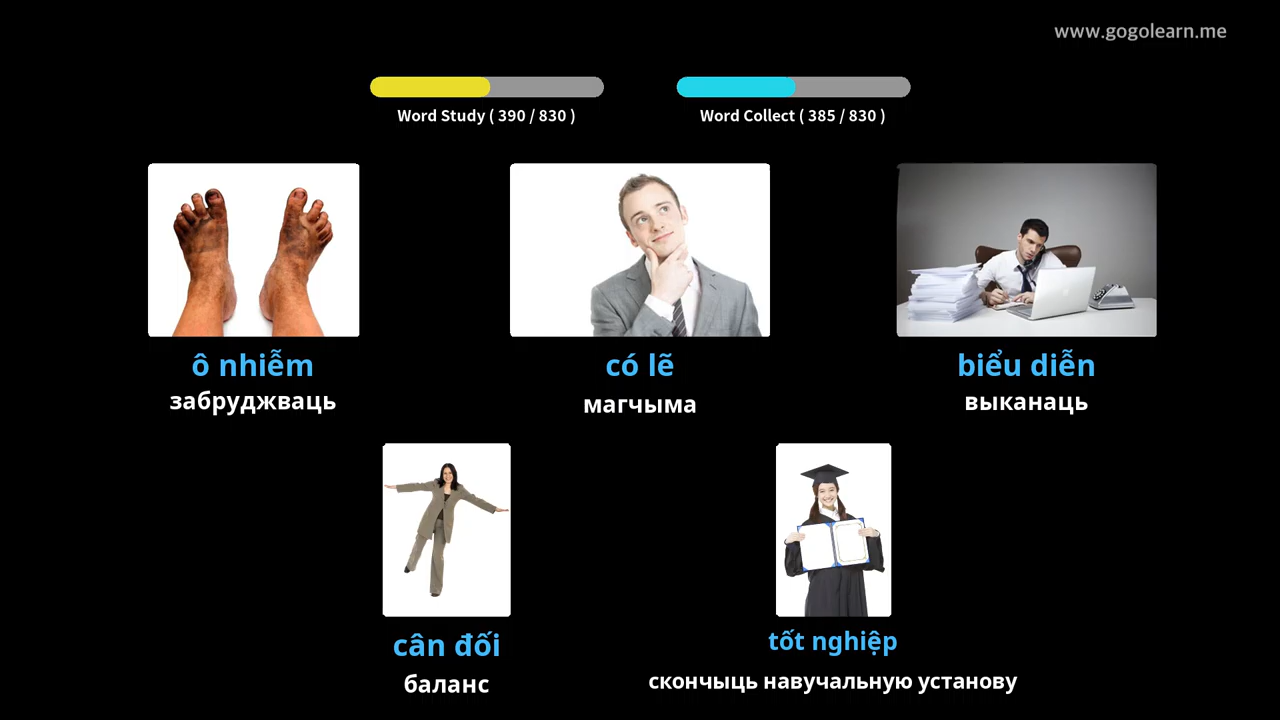 www.gogolearn.me
Word Study ( 390 / 830 )
Word Collect ( 385 / 830 )
ô nhiễm
забруджваць
có lẽ
магчыма
biểu diễn
выканаць
cân đối
баланс
tốt nghiệp
скончыць навучальную установу